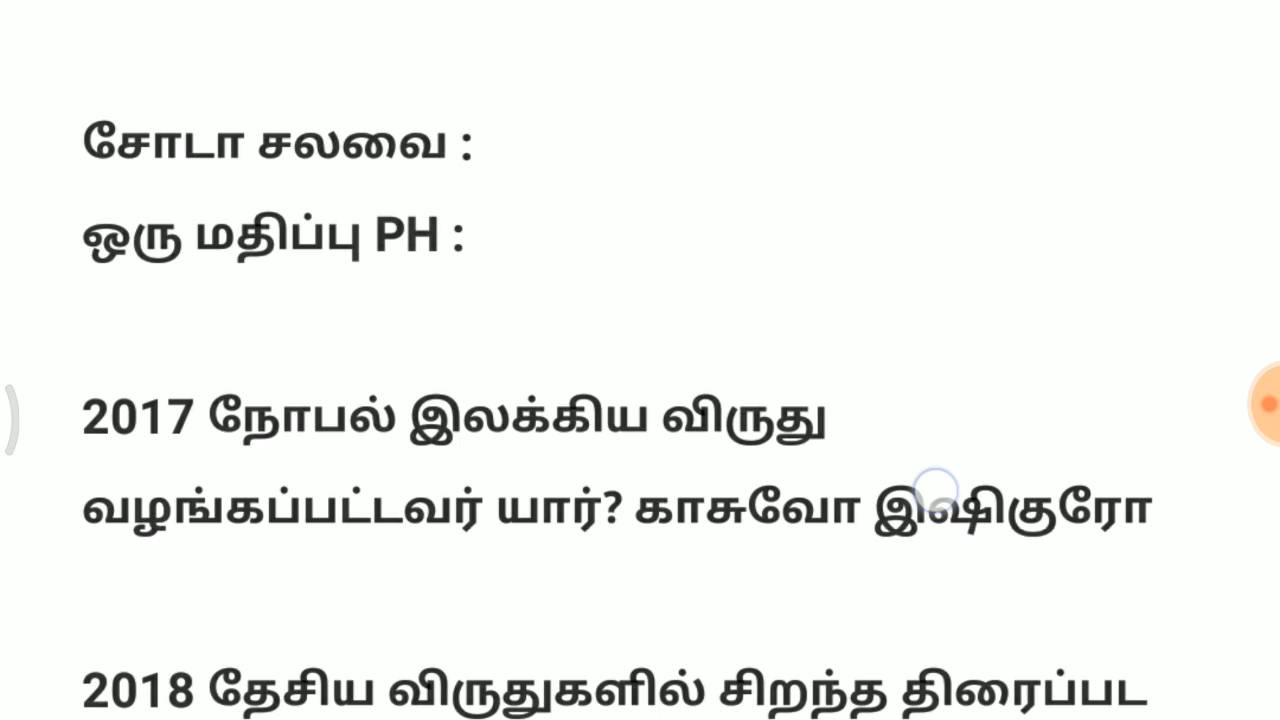 சோடா சலவை :
ஒரு மதிப்பு PH :
2017 நோபல் இலக்கிய விருது
வழங்கப்பட்டவர் யார்? காசுவோ இஷிகுரோ
2018 தேசிய விருதுகளில் சிறந்த திரைப்பட